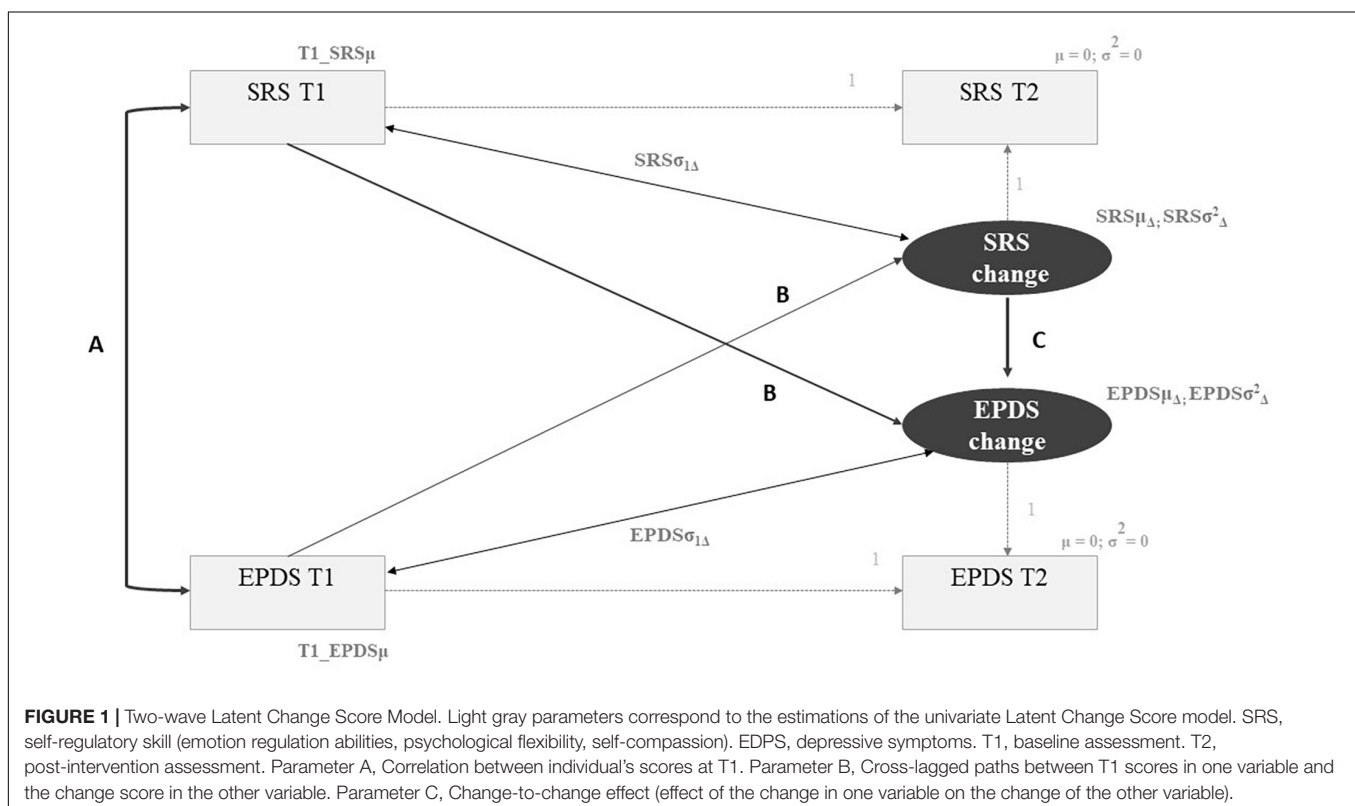 T1_SRSμ
μ = 0; σ²= 0
SRS T1
1
SRS T2
SRSσ₁Δ
1
SRSμΔ; SRSσ²Δ
SRS
change
B
A
C
B
EPDSμΔ; EPDSσ²Δ
EPDS
change
1
EPDSσ₁Δ
μ = 0; σ²= 0
1
EPDS T1
EPDS T2
T1_EPDSμ
FIGURE 1 | Two-wave Latent Change Score Model. Light gray parameters correspond to the estimations of the univariate Latent Change Score model. SRS,
self-regulatory skill (emotion regulation abilities, psychological flexibility, self-compassion). EDPS, depressive symptoms. T1, baseline assessment. T2,
post-intervention assessment. Parameter A, Correlation between individual's scores at T1. Parameter B, Cross-lagged paths between T1 scores in one variable and
the change score in the other variable. Parameter C, Change-to-change effect (effect of the change in one variable on the change of the other variable).